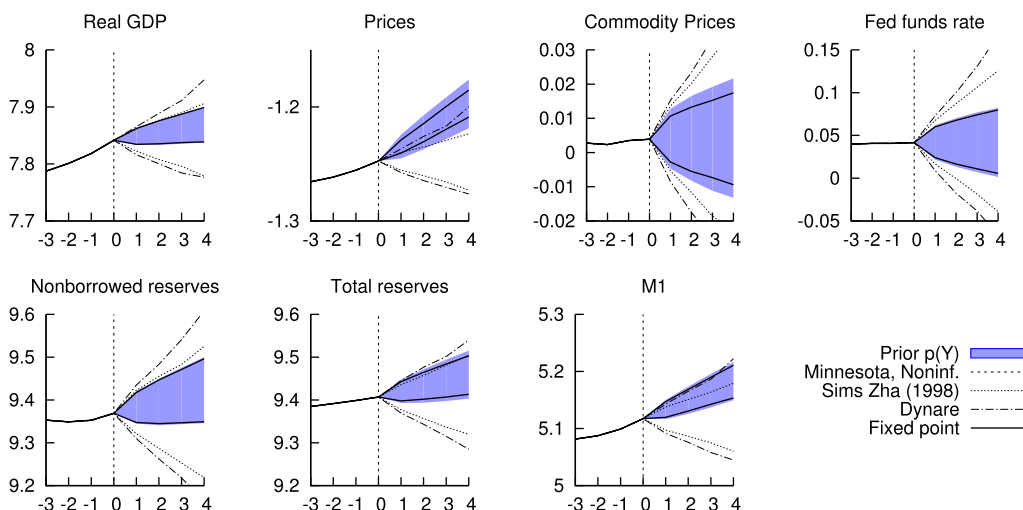 Real GDP
Prices
Commodity Prices
Fed funds rate
8
7.9
7.8
7.7
-3 -2 -1 0 1 2 3 4
-1.2
-1.3
-3 -2 -1 0 1 2 3 4
0.03
0.02
0.01
0
-0.01
-0.02
-3 -2 -1 0 1 2 3 4
0.15
0.1
0.05
0
-0.05
-3 -2 -1 0 1 2 3 4
Nonborrowed reserves
Total reserves
M1
9.6
9.5
9.4
9.3
9.2
-3 -2 -1 0 1 2 3 4
9.6
9.5
9.4
9.3
9.2
-3 -2 -1 0 1 2 3 4
5.3
5.2
5.1
5
-3 -2 -1 0 1 2 3 4
Prior p(Y)
Minnesota, Noninf.
Sims Zha (1998)
Dynare
Fixed point